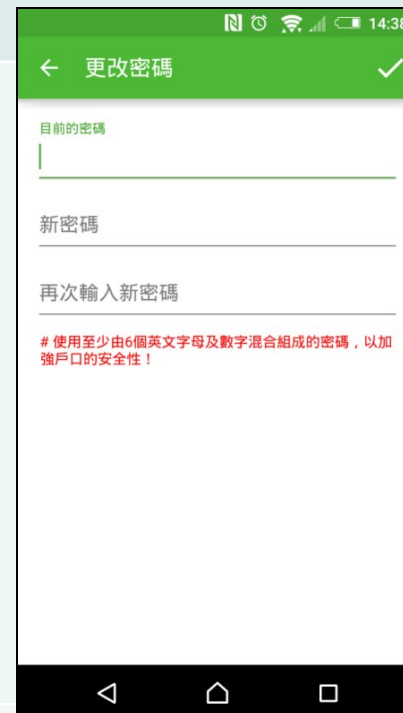 14:38
更改密碼
目前的密碼
新密碼
再次輸入新密碼
# 使用至少由6個英文字母及數字混合組成的密碼，以加
強戶口的安全性！